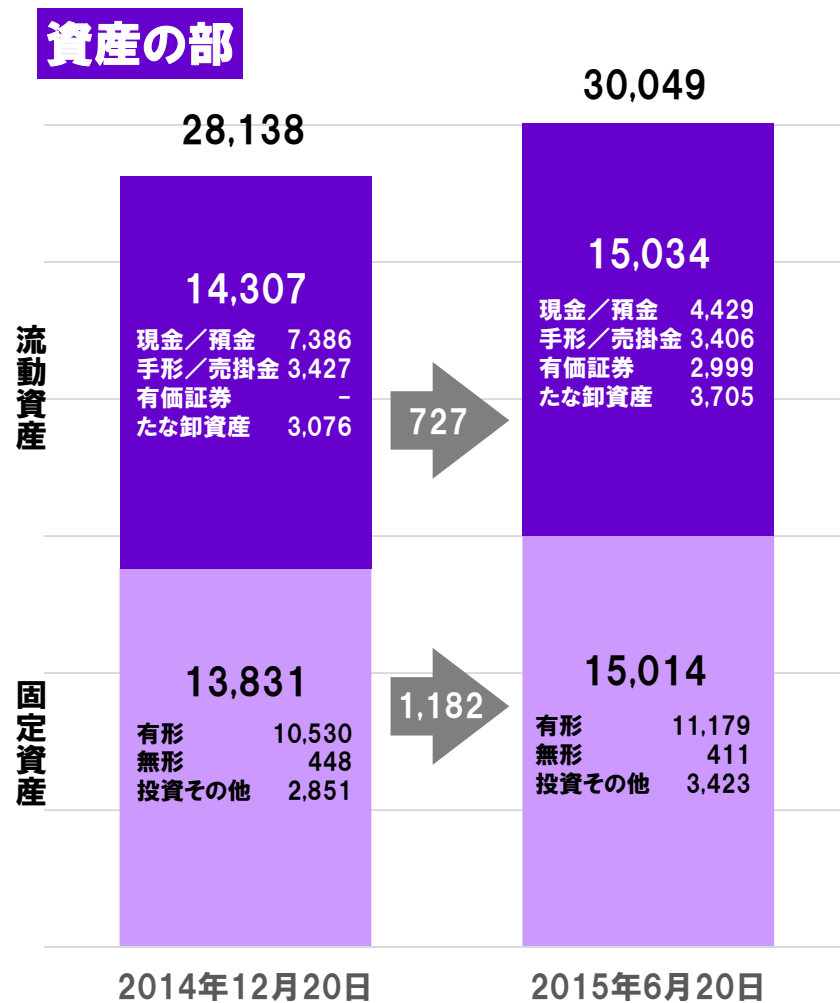 資産の部
28,138
30,049
流動資産
14,307
現金／預金 7,386
手形／売掛金 3,427
有価証券 －
たな卸資産 3,076
727
15,034
現金／預金 4,429
手形／売掛金 3,406
有価証券 2,999
たな卸資産 3,705
固定資産
13,831
有形 10,530
無形 448
投資その他 2,851
1,182
15,014
有形 11,179
無形 411
投資その他 3,423
2014年12月20日
2015年6月20日